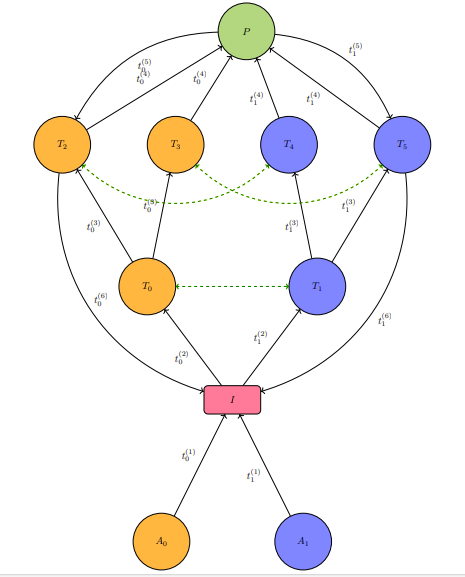 P
t_1^{(5)}
t_0^{(5)}
t_0^{(4)}
t_0^{(4)}
t_1^{(4)}
t_1^{(4)}
T_2
T_3
T_4
T_5
t_0^{(3)}
t_0^{(3)}
t_1^{(3)}
t_1^{(3)}
T_0
T_1
t_0^{(6)}
t_1^{(6)}
t_0^{(2)}
t_1^{(2)}
I
t_0^{(1)}
t_1^{(1)}
A_0
A_1